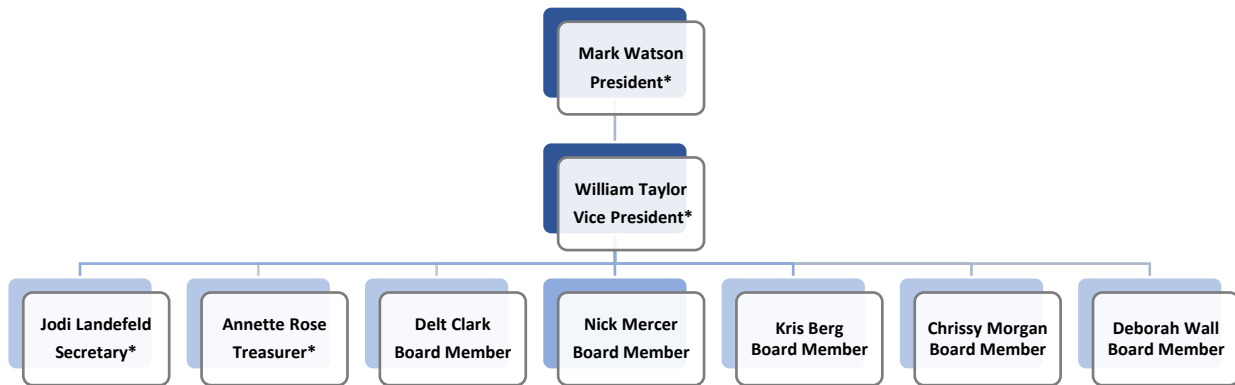 Mark Watson
President*
William Taylor
Vice President*
Jodi Landefeld
Secretary*
Annette Rose
Treasurer*
Delt Clark
Board Member
Nick Mercer
Board Member
Kris Berg
Board Member
Chrissy Morgan
Board Member
Deborah Wall
Board Member